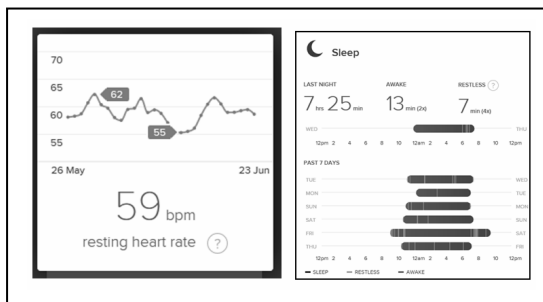 70
65
62
60
55
55
26 May 23 Jun
59 bpm
resting heart rate ?
Sleep
LAST NIGHT AWAKE RESTLESS ?
7 hrs 25 min 13 min (2x) 7 min (4x)
WED THU
12pm 2 4 6 8 10 12am 2 4 6 8 10 12pm
PAST 7 DAYS
TUE WED
MON TUE
SUN MON
SAT SUN
FRI SAT
THU FRI
12pm 2 4 6 8 10 12am 2 4 6 8 10 12pm
SLEEP RESTLESS AWAKE